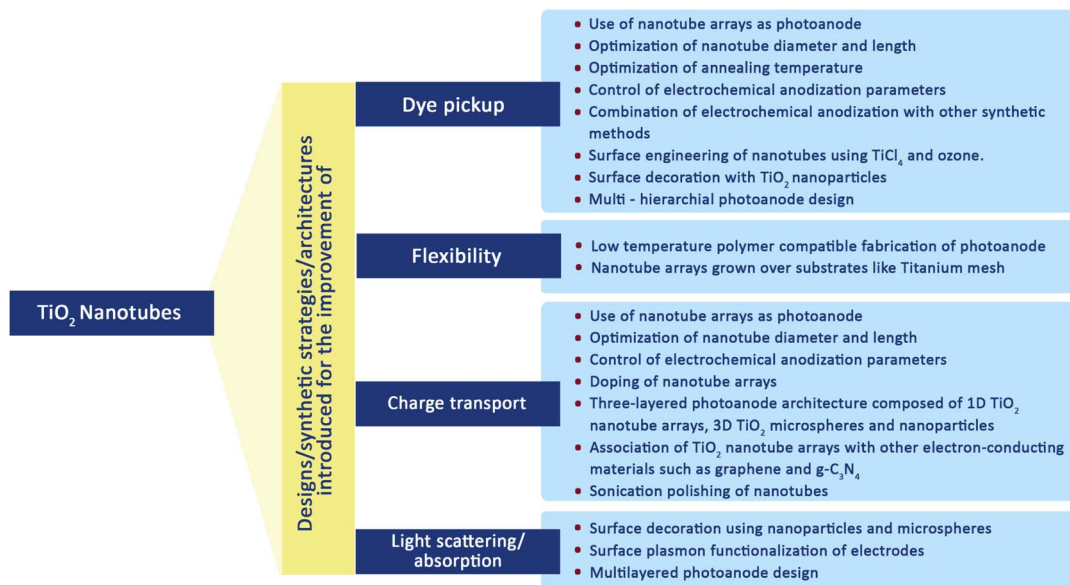 TiO₂ Nanotubes
Designs/synthetic strategies/architectures
introduced for the improvement of
Dye pickup
• Use of nanotube arrays as photoanode
• Optimization of nanotube diameter and length
• Optimization of annealing temperature
• Control of electrochemical anodization parameters
• Combination of electrochemical anodization with other synthetic
methods
• Surface engineering of nanotubes using TiCl₄ and ozone.
• Surface decoration with TiO₂ nanoparticles
• Multi - hierarchial photoanode design
Flexibility
• Low temperature polymer compatible fabrication of photoanode
• Nanotube arrays grown over substrates like Titanium mesh
Charge transport
• Use of nanotube arrays as photoanode
• Optimization of nanotube diameter and length
• Control of electrochemical anodization parameters
• Doping of nanotube arrays
• Three-layered photoanode architecture composed of 1D TiO₂
nanotube arrays, 3D TiO₂ microspheres and nanoparticles
• Association of TiO₂ nanotube arrays with other electron-conducting
materials such as graphene and g-C₃N₄
• Sonication polishing of nanotubes
Light scattering/
absorption
• Surface decoration using nanoparticles and microspheres
• Surface plasmon functionalization of electrodes
• Multilayered photoanode design